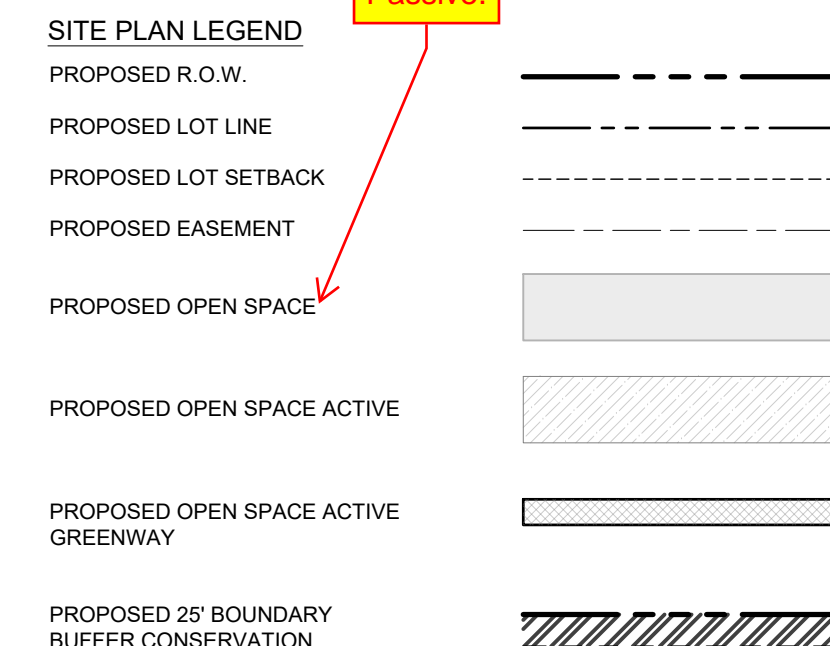 Passive.
SITE PLAN LEGEND
PROPOSED R.O.W.
PROPOSED LOT LINE
PROPOSED LOT SETBACK
PROPOSED EASEMENT
PROPOSED OPEN SPACE
PROPOSED OPEN SPACE ACTIVE
PROPOSED OPEN SPACE ACTIVE
GREENWAY
PROPOSED 25' BOUNDARY
BUFFER CONSERVATION